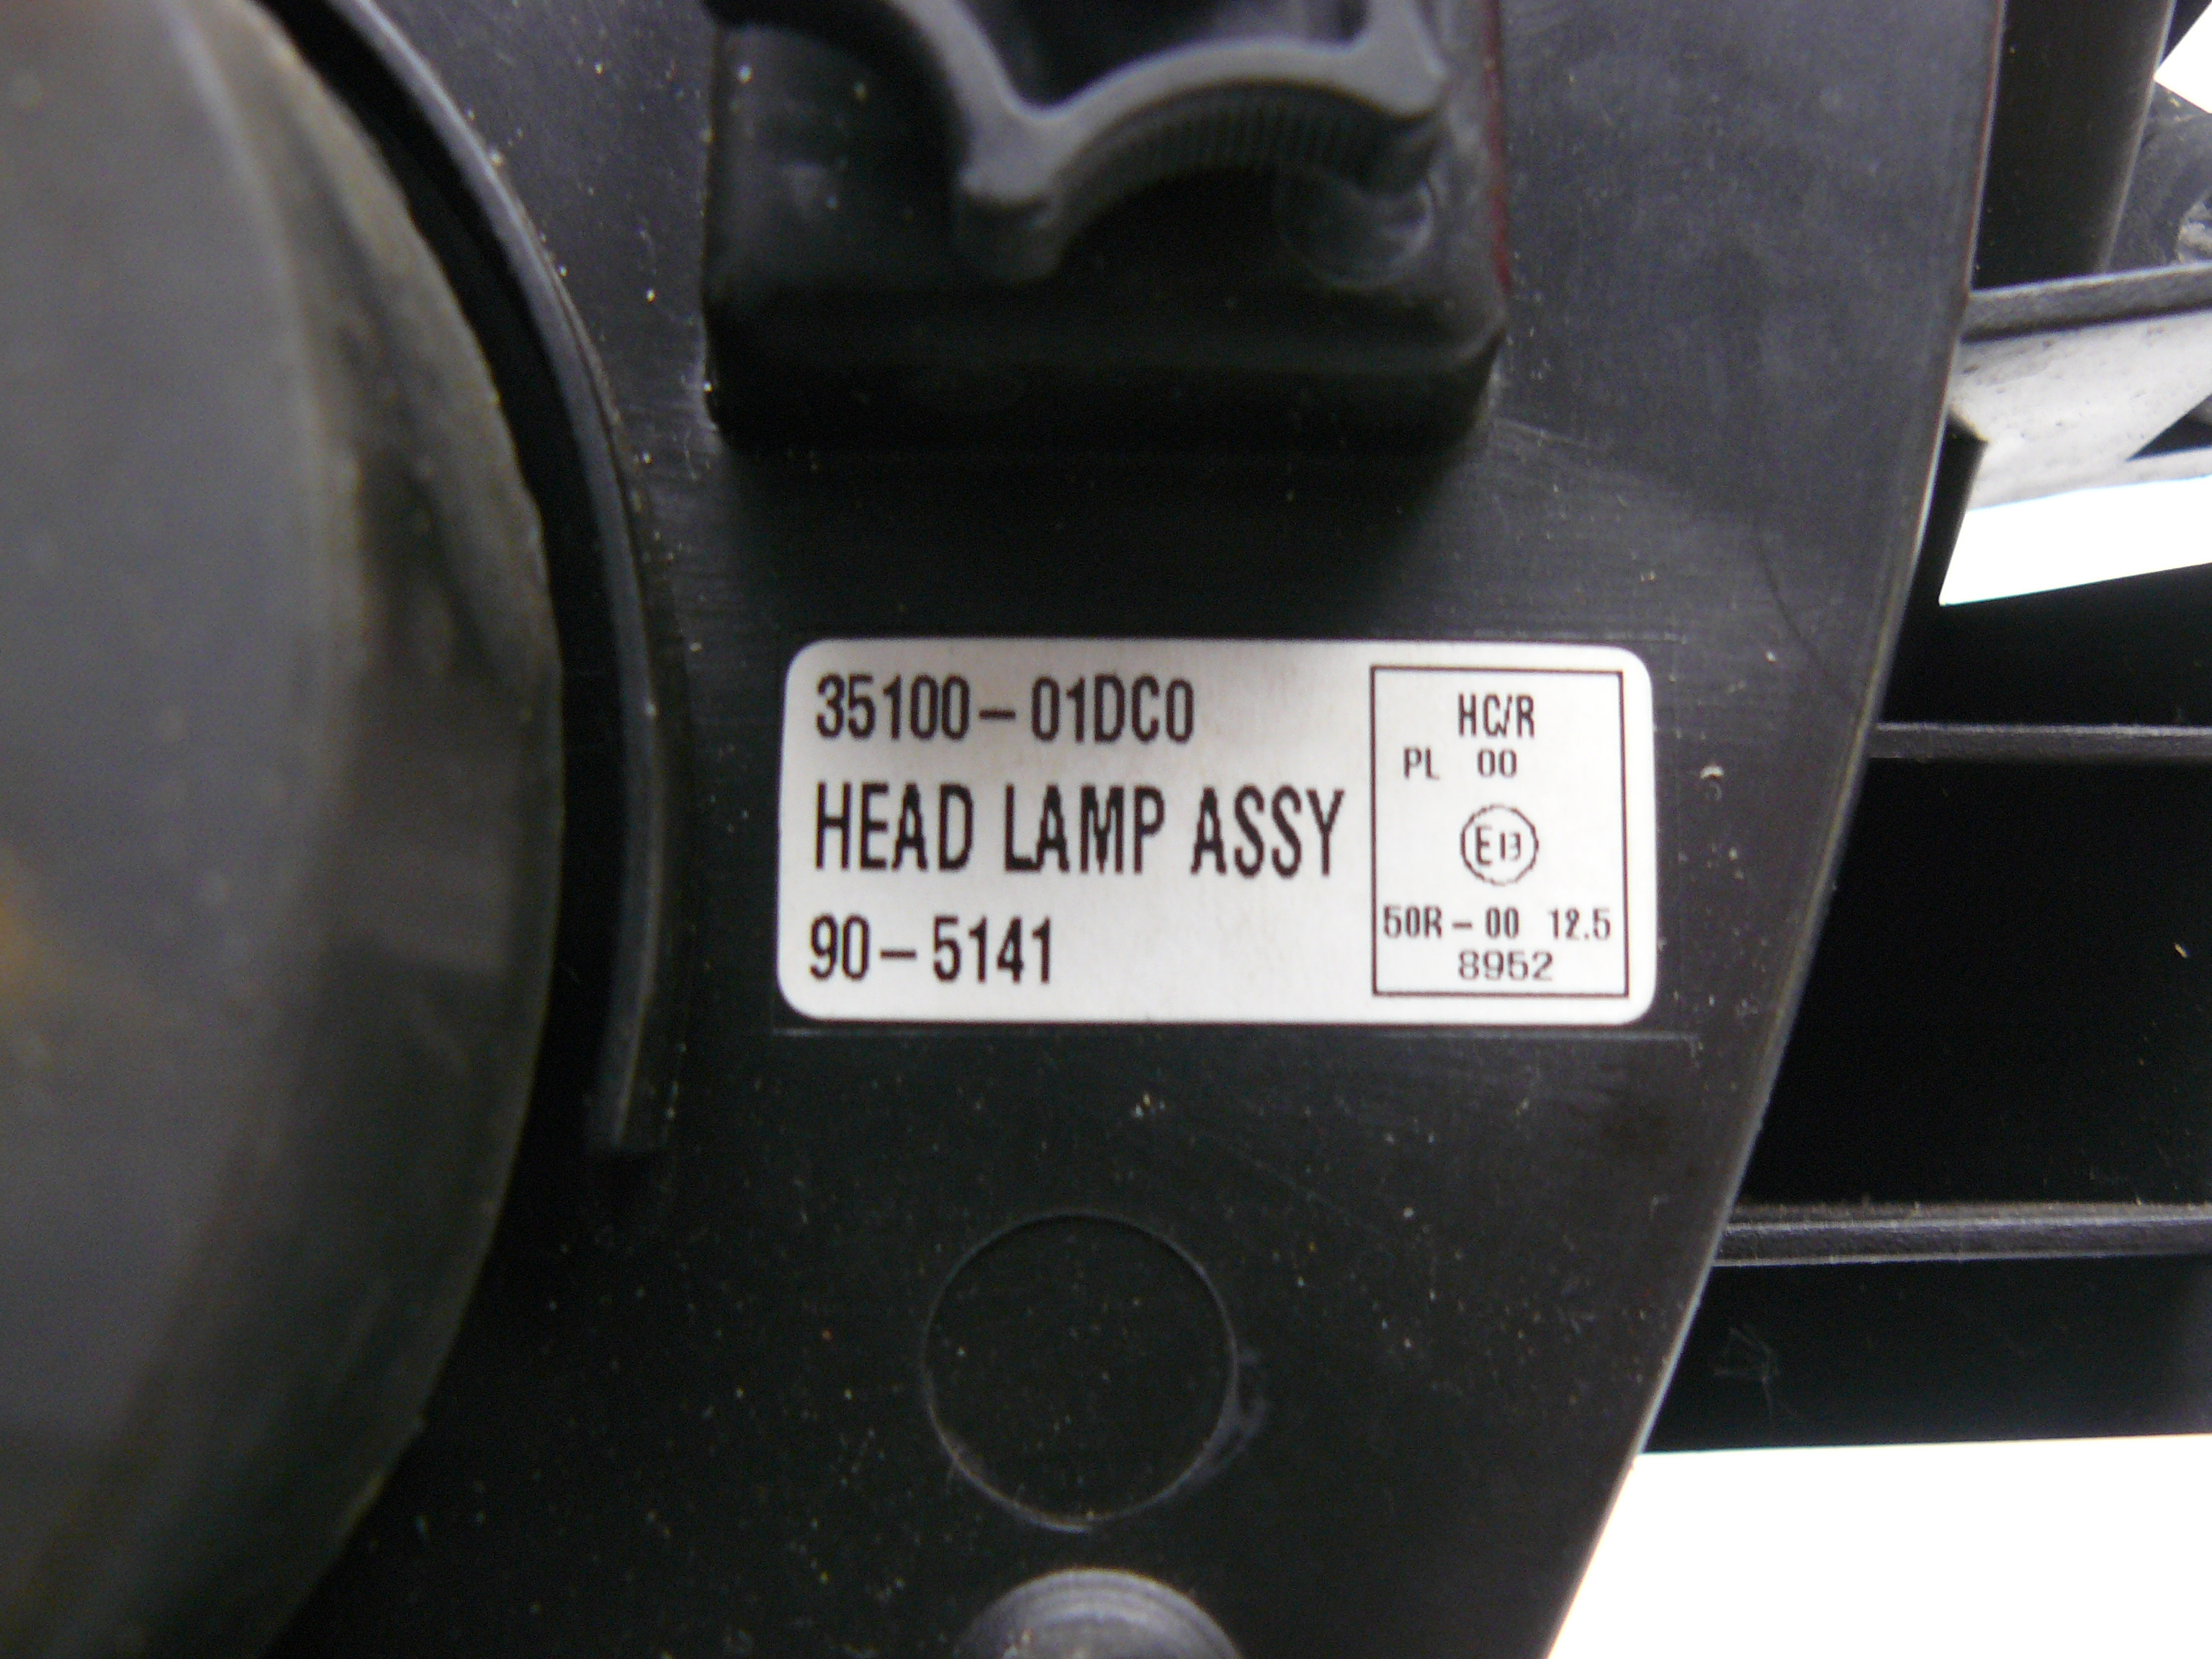 35100-01DC0
HEAD LAMP ASSY
90-5141
HC/R
PL 00
E13
50R-00 12.5
8952